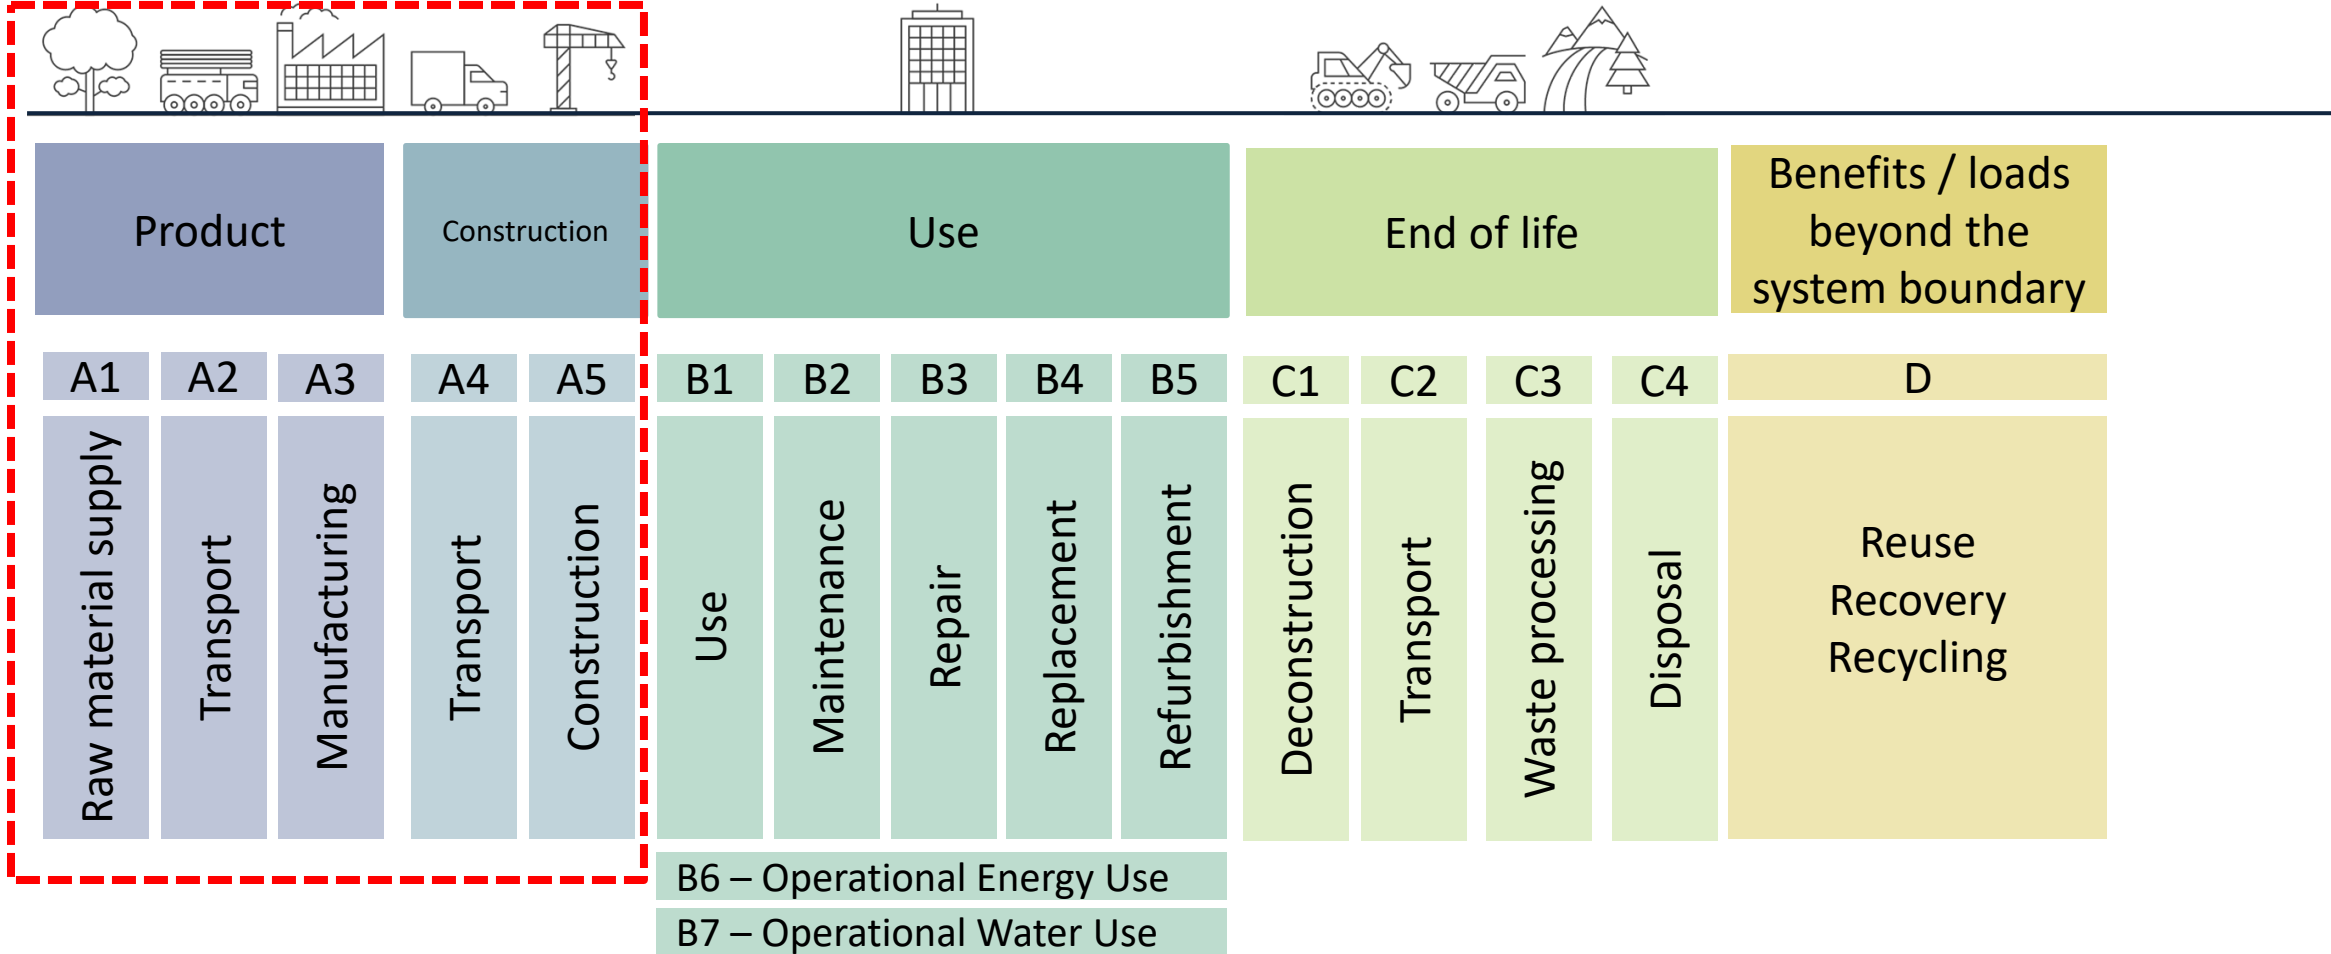 Product
Construction
Use
End of life
Benefits / loads
beyond the
system boundary
A1
A2
A3
A4
A5
B1
B2
B3
B4
B5
C1
C2
C3
C4
D
Raw material supply
Transport
Manufacturing
Transport
Construction
Use
Maintenance
Repair
Replacement
Refurbishment
Deconstruction
Transport
Waste processing
Disposal
Reuse
Recovery
Recycling
B6 – Operational Energy Use
B7 – Operational Water Use